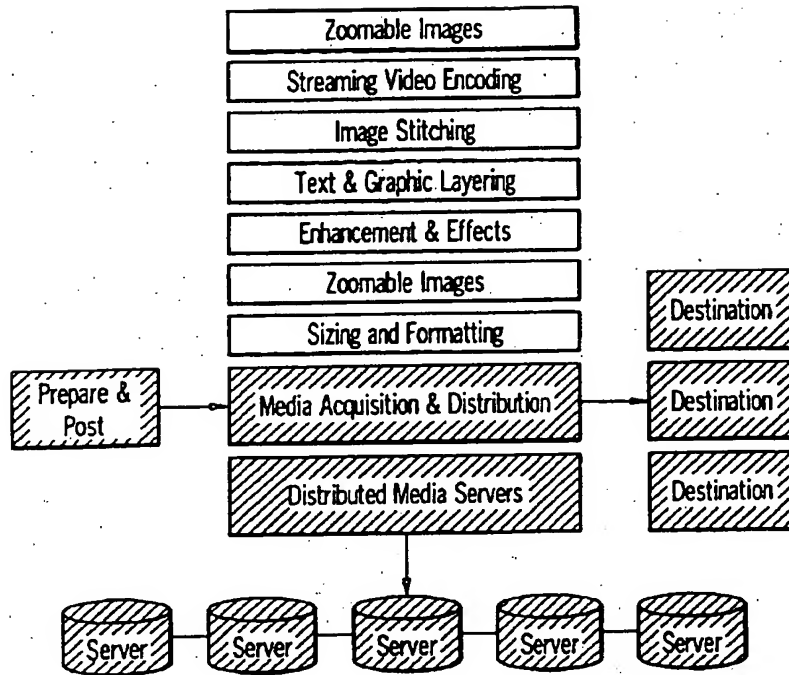 Zoomable Images
Streaming Video Encoding
Image Stitching
Text & Graphic Layering
Enhancement & Effects
Zoomable Images
Sizing and Formatting
Prepare &
Post
Media Acquisition & Distribution
Distributed Media Servers
Destination
Destination
Destination
Server
Server
Server
Server
Server